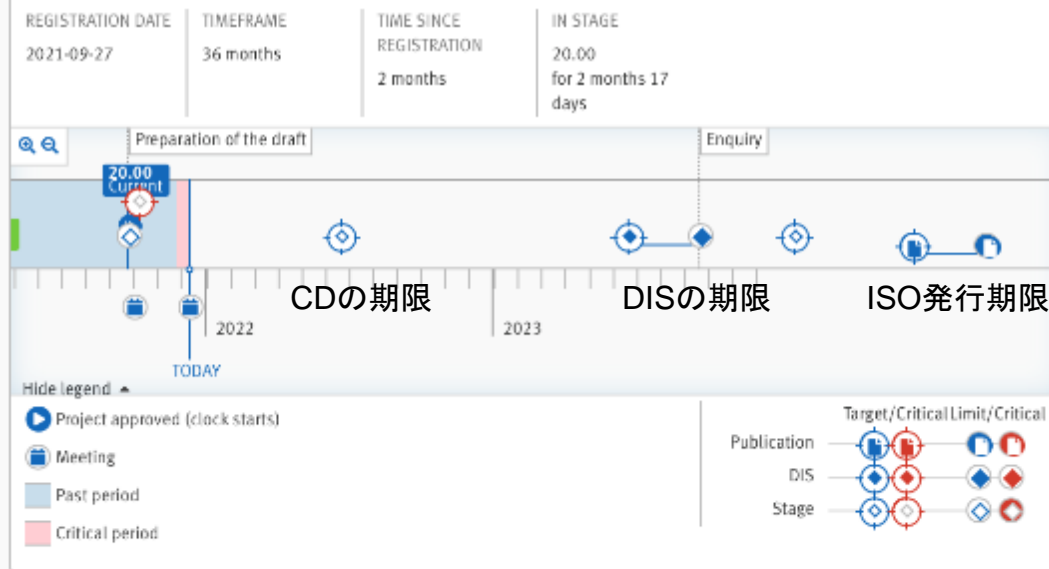 REGISTRATION DATE
2021-09-27
TIMEFRAME
36 months
TIME SINCE
REGISTRATION
2 months
IN STAGE
20.00
for 2 months 17
days
Preparation of the draft
Enquiry
20.00
Current
CDの期限
DISの期限
ISO発行期限
2022
2023
TODAY
Hide legend
Project approved (clock starts)
Meeting
Past period
Critical period
Target/Critical Limit/Critical
Publication
DIS
Stage